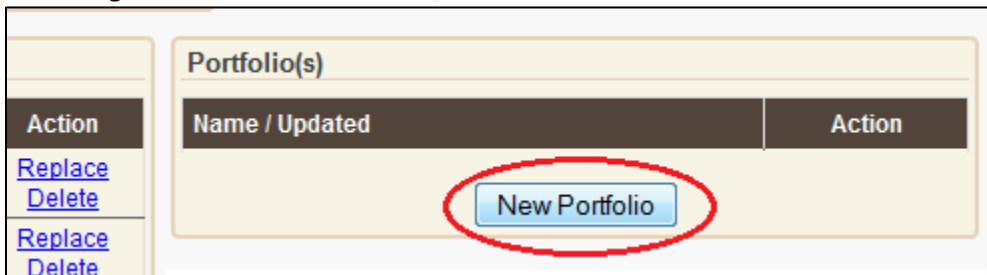 Portfolio(s)
Action
Name / Updated
Action
Replace
Delete
New Portfolio
Replace
Delete